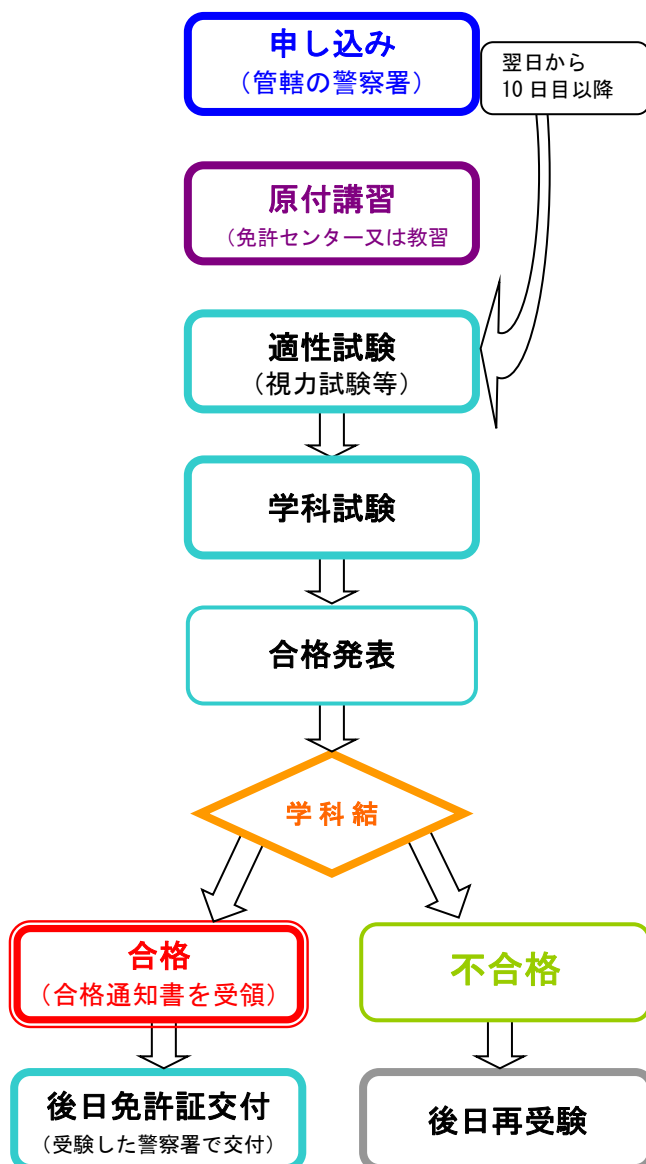 申し込み
（管轄の警察署）
翌日から
10 日目以降
原付講習
（免許センター又は教習
適性試験
（視力試験等）
学科試験
合格発表
学 科 結
合格
（合格通知書を受領）
不合格
後日免許証交付
（受験した警察署で交付）
後日再受験